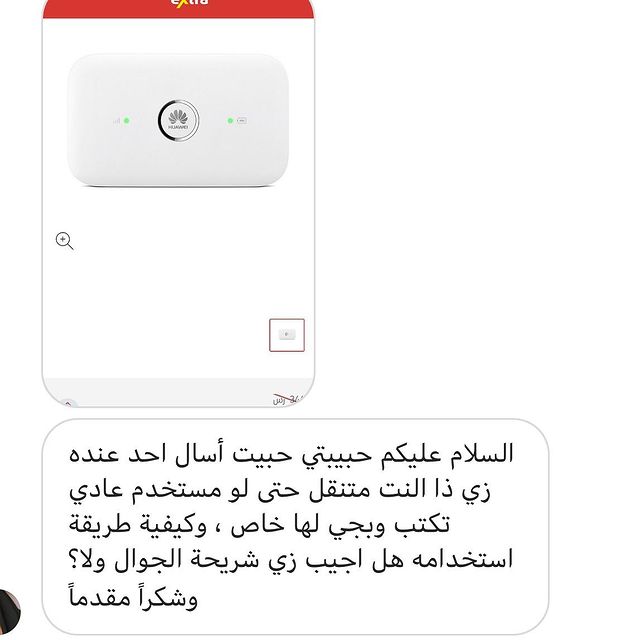 extra
HUAWEI
السلام عليكم حبيبتي حبيت أسال احد عنده
زي ذا النت متنقل حتى لو مستخدم عادي
تكتب وبجي لها خاص ، وكيفية طريقة
استخدامه هل اجيب زي شريحة الجوال ولا؟
وشكراً مقدماً